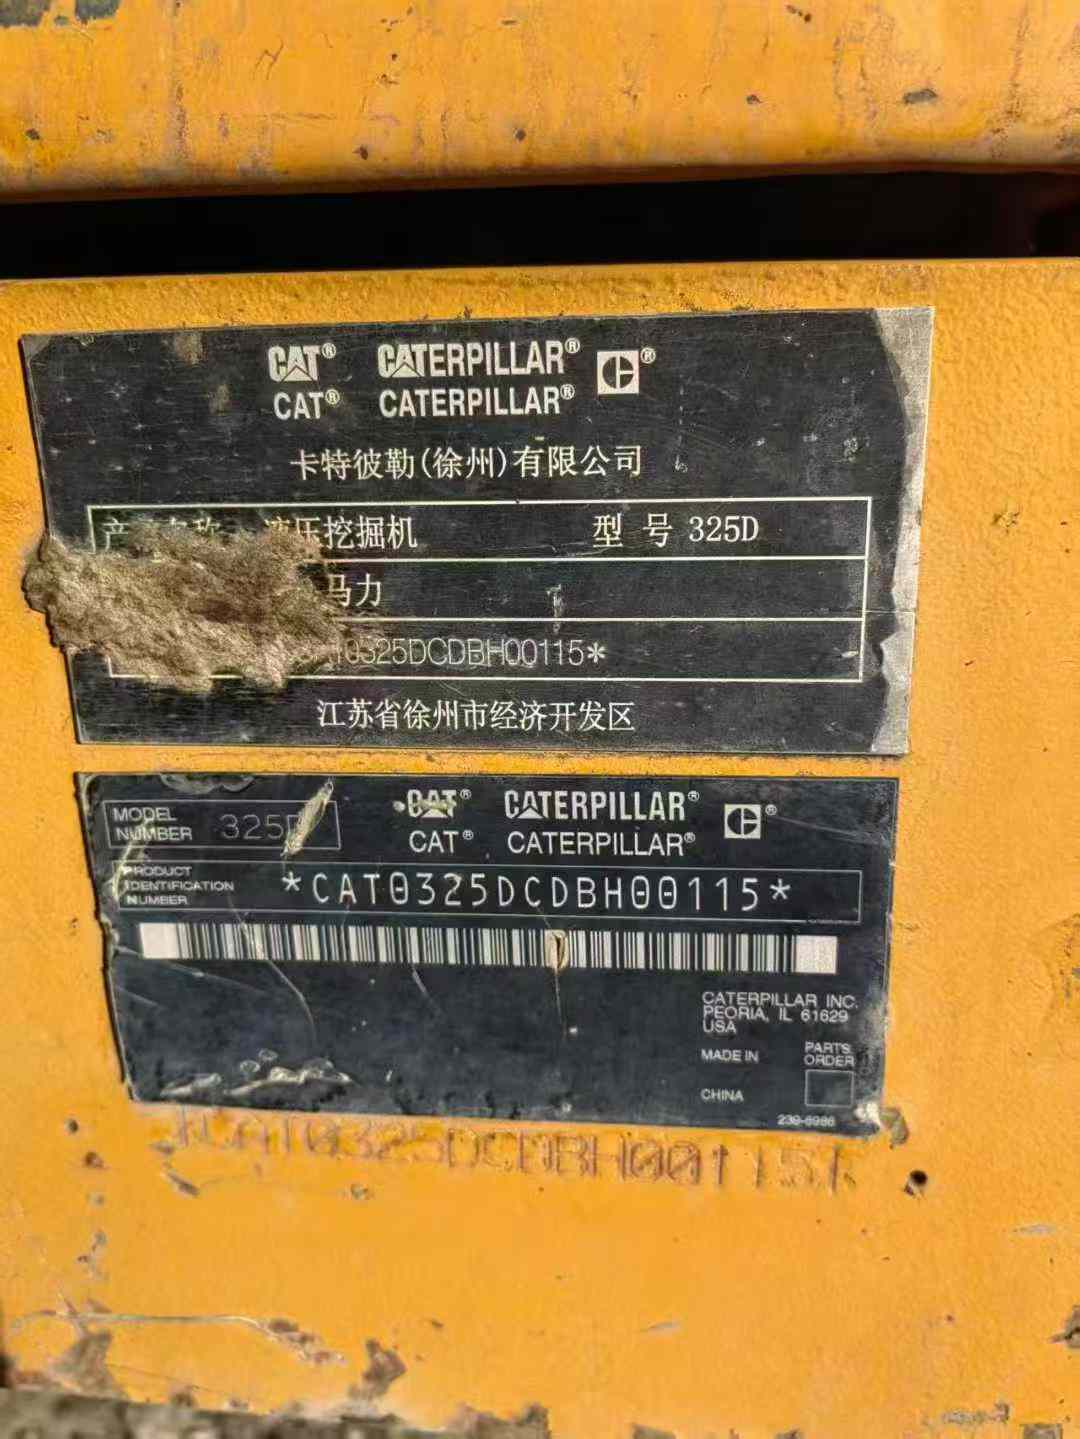 CAT® CATERPILLAR® ®
CAT® CATERPILLAR®
卡特彼勒(徐州)有限公司
压挖掘机 型 号 325D
马力
CAT0325DCDBH00115*
江苏省徐州市经济开发区
MODEL NUMBER 325D
CAT® CATERPILLAR® ®
CAT® CATERPILLAR®
PRODUCT
IDENTIFICATION
NUMBER
*CAT0325DCDBH00115*
CATERPILLAR INC.
PEORIA, IL 61629
USA
MADE IN
CHINA
PARTS
ORDER
239-5986
*CAT0325DCDBH00115*